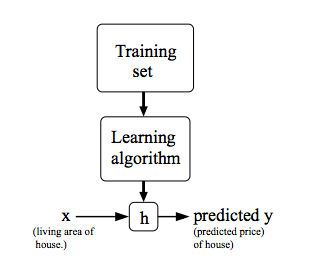 Training
set
Learning
algorithm
x
h
predicted y
(living area of
house.)
(predicted price)
of house)